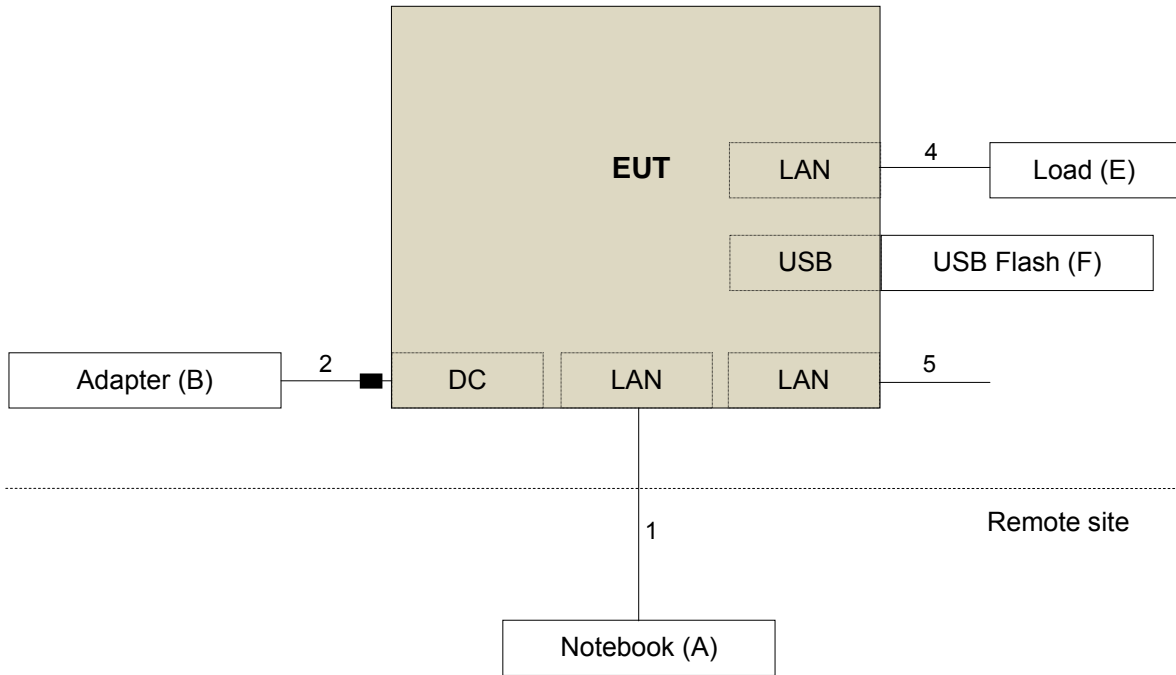 EUT
LAN
4
Load (E)
USB
USB Flash (F)
Adapter (B)
2
DC
LAN
LAN
5
Remote site
1
Notebook (A)